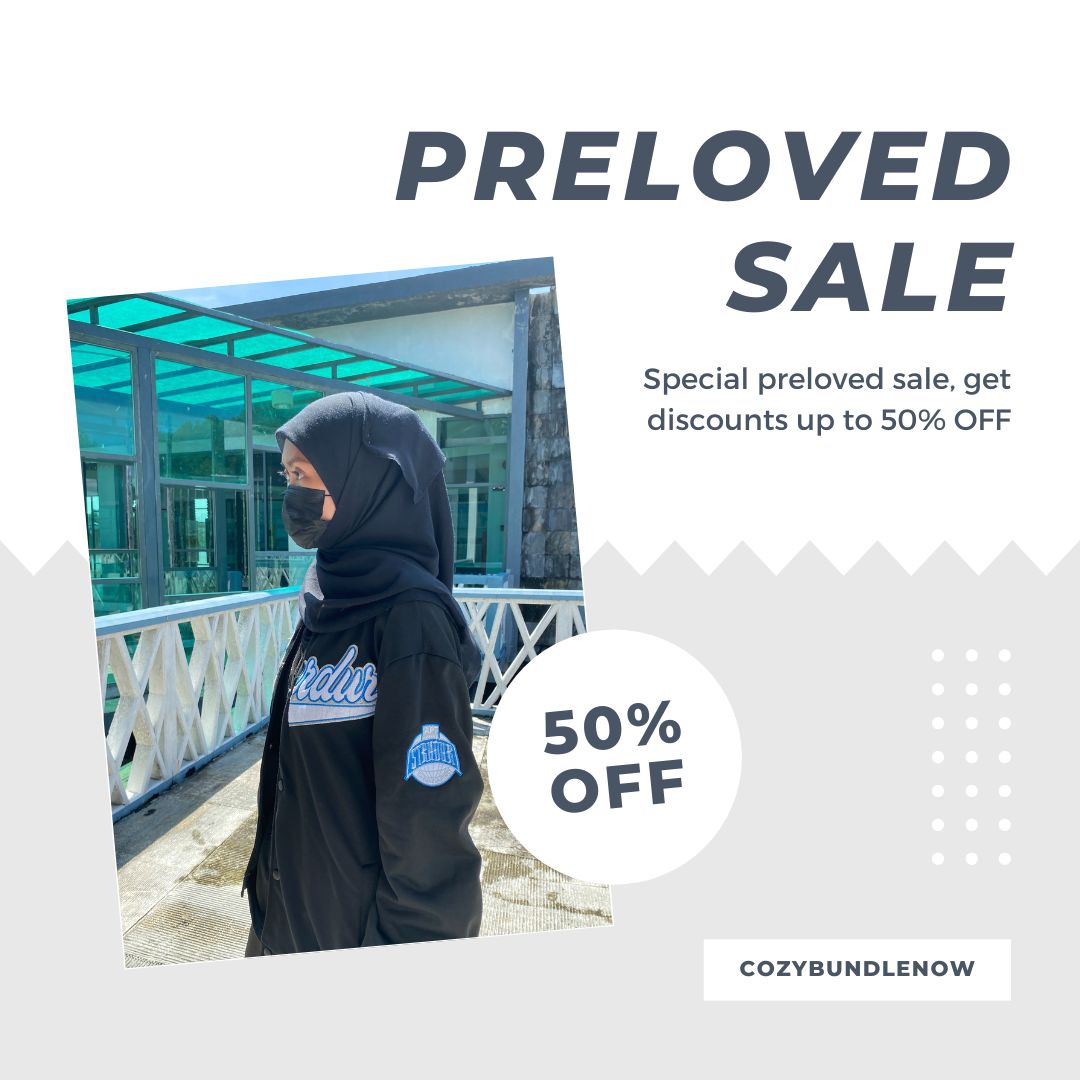 PRELOVED
SALE
Special preloved sale, get
discounts up to 50% OFF
50%
OFF
COZYBUNDLENOW